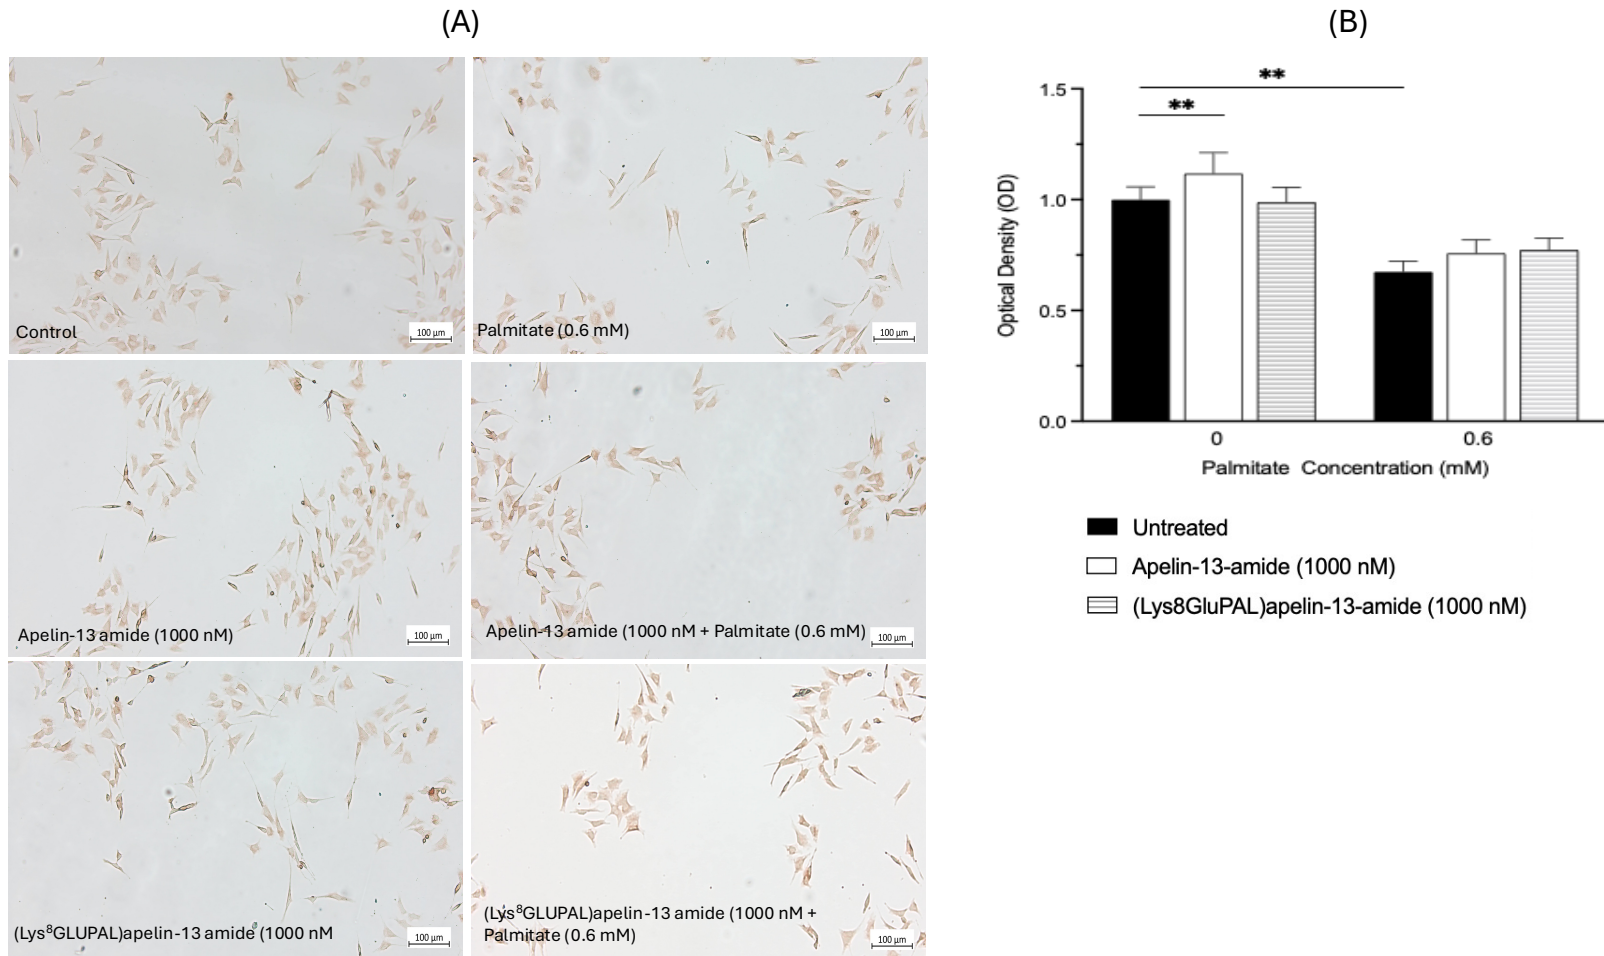 (A)
Control
100 µm
Palmitate (0.6 mM)
100 µm
Apelin-13 amide (1000 nM)
100 µm
Apelin-13 amide (1000 nM + Palmitate (0.6 mM)
100 µm
(Lys⁸GLUPAL)apelin-13 amide (1000 nM
100 µm
(Lys⁸GLUPAL)apelin-13 amide (1000 nM +
Palmitate (0.6 mM)
100 µm
(B)
**
**
1.5
1.0
0.5
0.0
Optical Density (OD)
0
0.6
Palmitate Concentration (mM)
Untreated
Apelin-13-amide (1000 nM)
(Lys8GluPAL)apelin-13-amide (1000 nM)